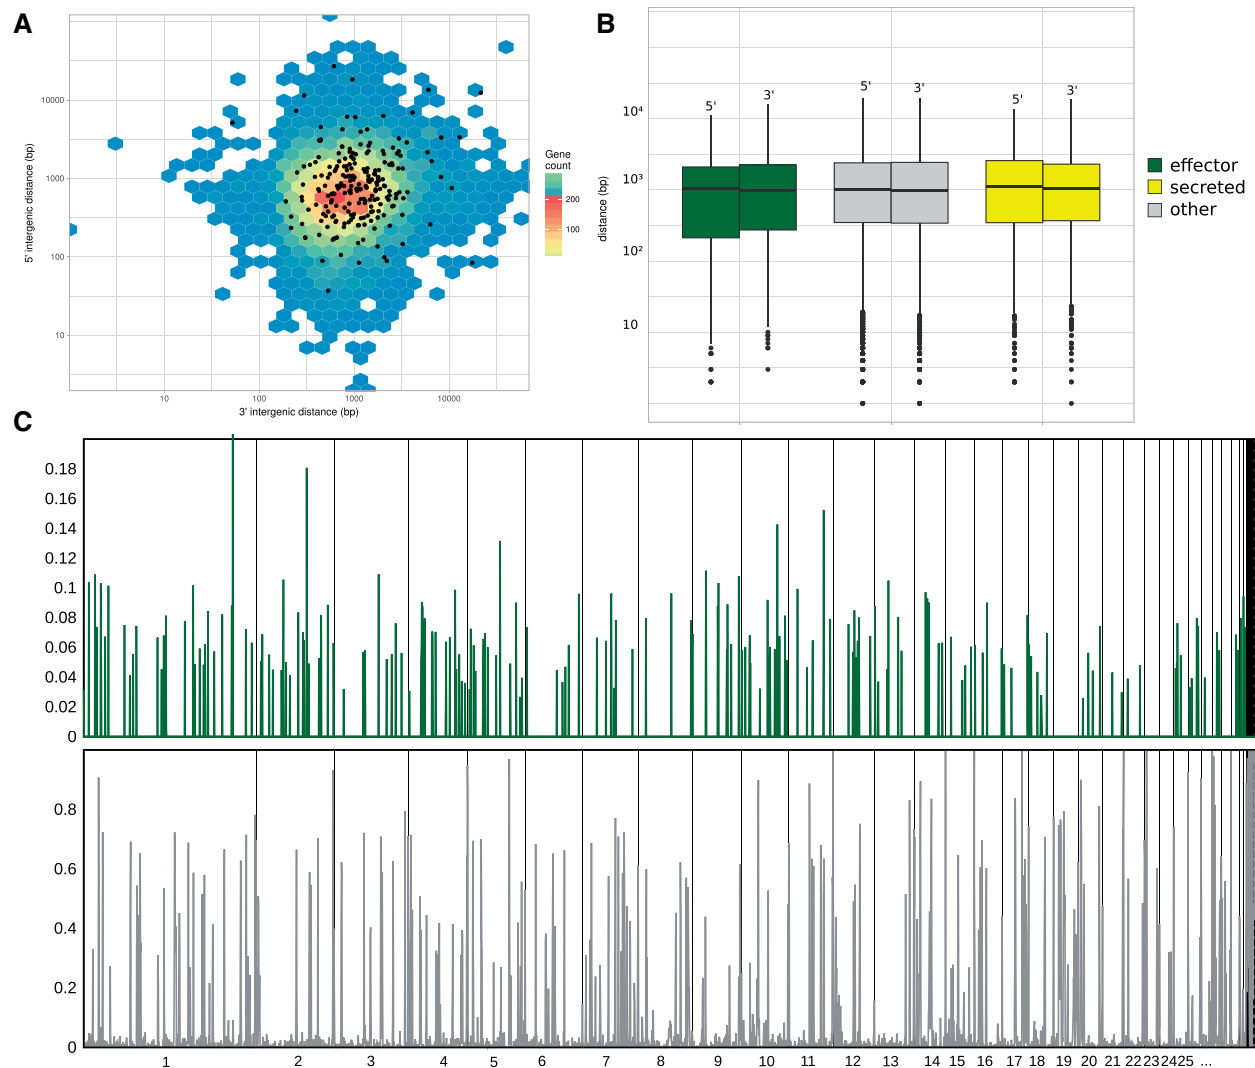 A
B
5' intergenic distance (bp)
10000
1000
100
10
10
100
1000
10000
3' intergenic distance (bp)
Gene
count
200
100
distance (bp)
10⁴
10³
10²
10
5'
3'
5'
3'
5'
3'
effector
secreted
other
C
0.18
0.16
0.14
0.12
0.1
0.080
0.060
0.040
0.02
0
0.8
0.6
0.4
0.2
0
1 2 3 4 5 6 7 8 9 10 11 12 13 14 15 16 17 18 19 20 21 22 23 24 25 ...